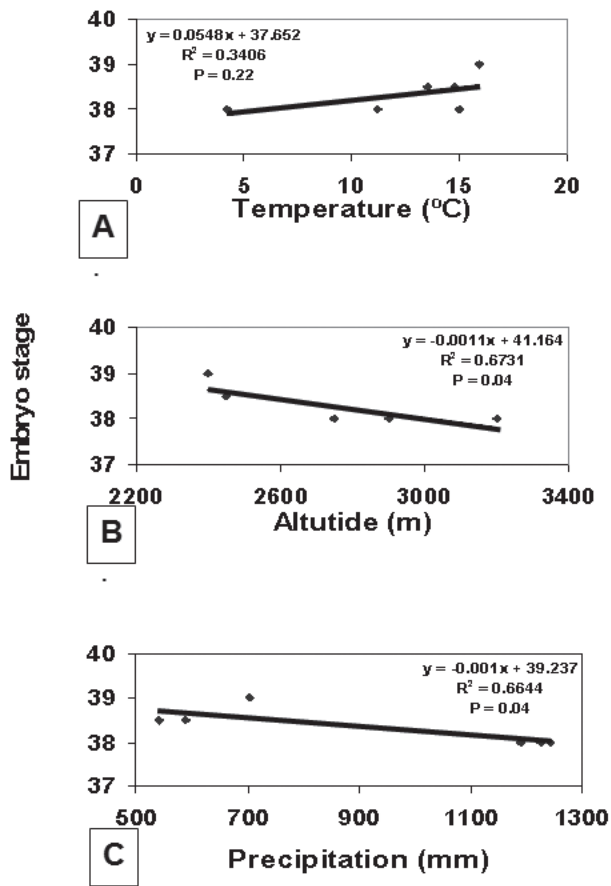 y = 0.0548x + 37.652
R² = 0.3406
P = 0.22
40
39
38
37
0 5 10 15 20
Temperature (ºC)
A
Embryo stage
y = -0.0011x + 41.164
R² = 0.6731
P = 0.04
40
39
38
37
2200 2600 3000 3400
Altutide (m)
B
y = -0.001x + 39.237
R² = 0.6644
P = 0.04
40
39
38
37
500 700 900 1100 1300
Precipitation (mm)
C